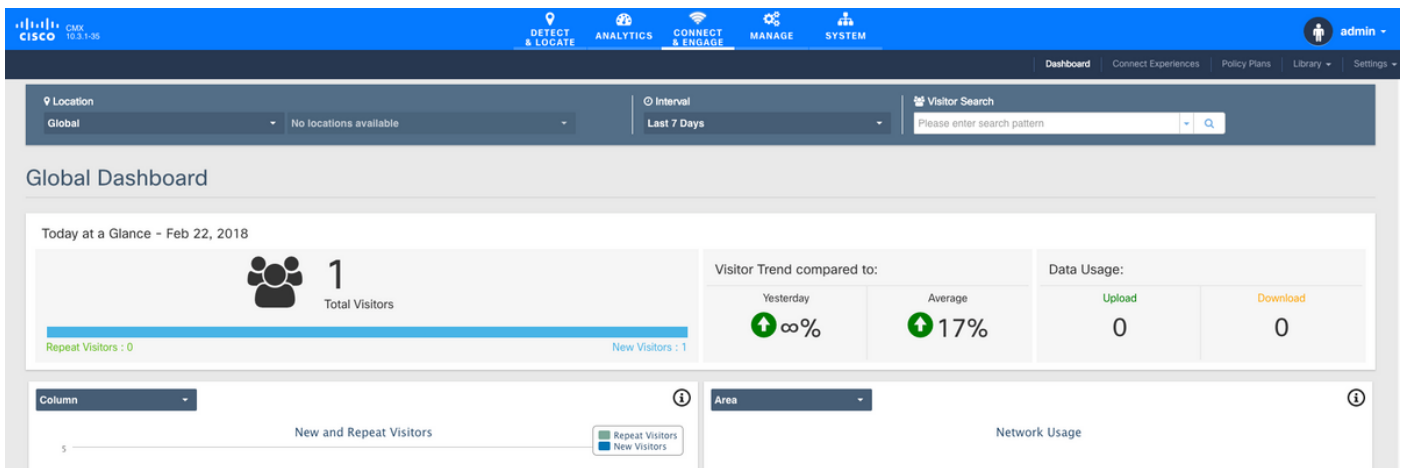 CISCO CMX 10.3.1-35
DETECT & LOCATE
ANALYTICS
CONNECT & ENGAGE
MANAGE
SYSTEM
admin
Dashboard
Connect Experiences
Policy Plans
Library
Settings
Location
Interval
Visitor Search
Global
No locations available
Last 7 Days
Please enter search pattern
Global Dashboard
Today at a Glance - Feb 22, 2018
1
Total Visitors
Repeat Visitors : 0
New Visitors : 1
Visitor Trend compared to:
Yesterday
Average
∞%
17%
Data Usage:
Upload
Download
0
0
Column
New and Repeat Visitors
Repeat Visitors
New Visitors
5
Area
Network Usage